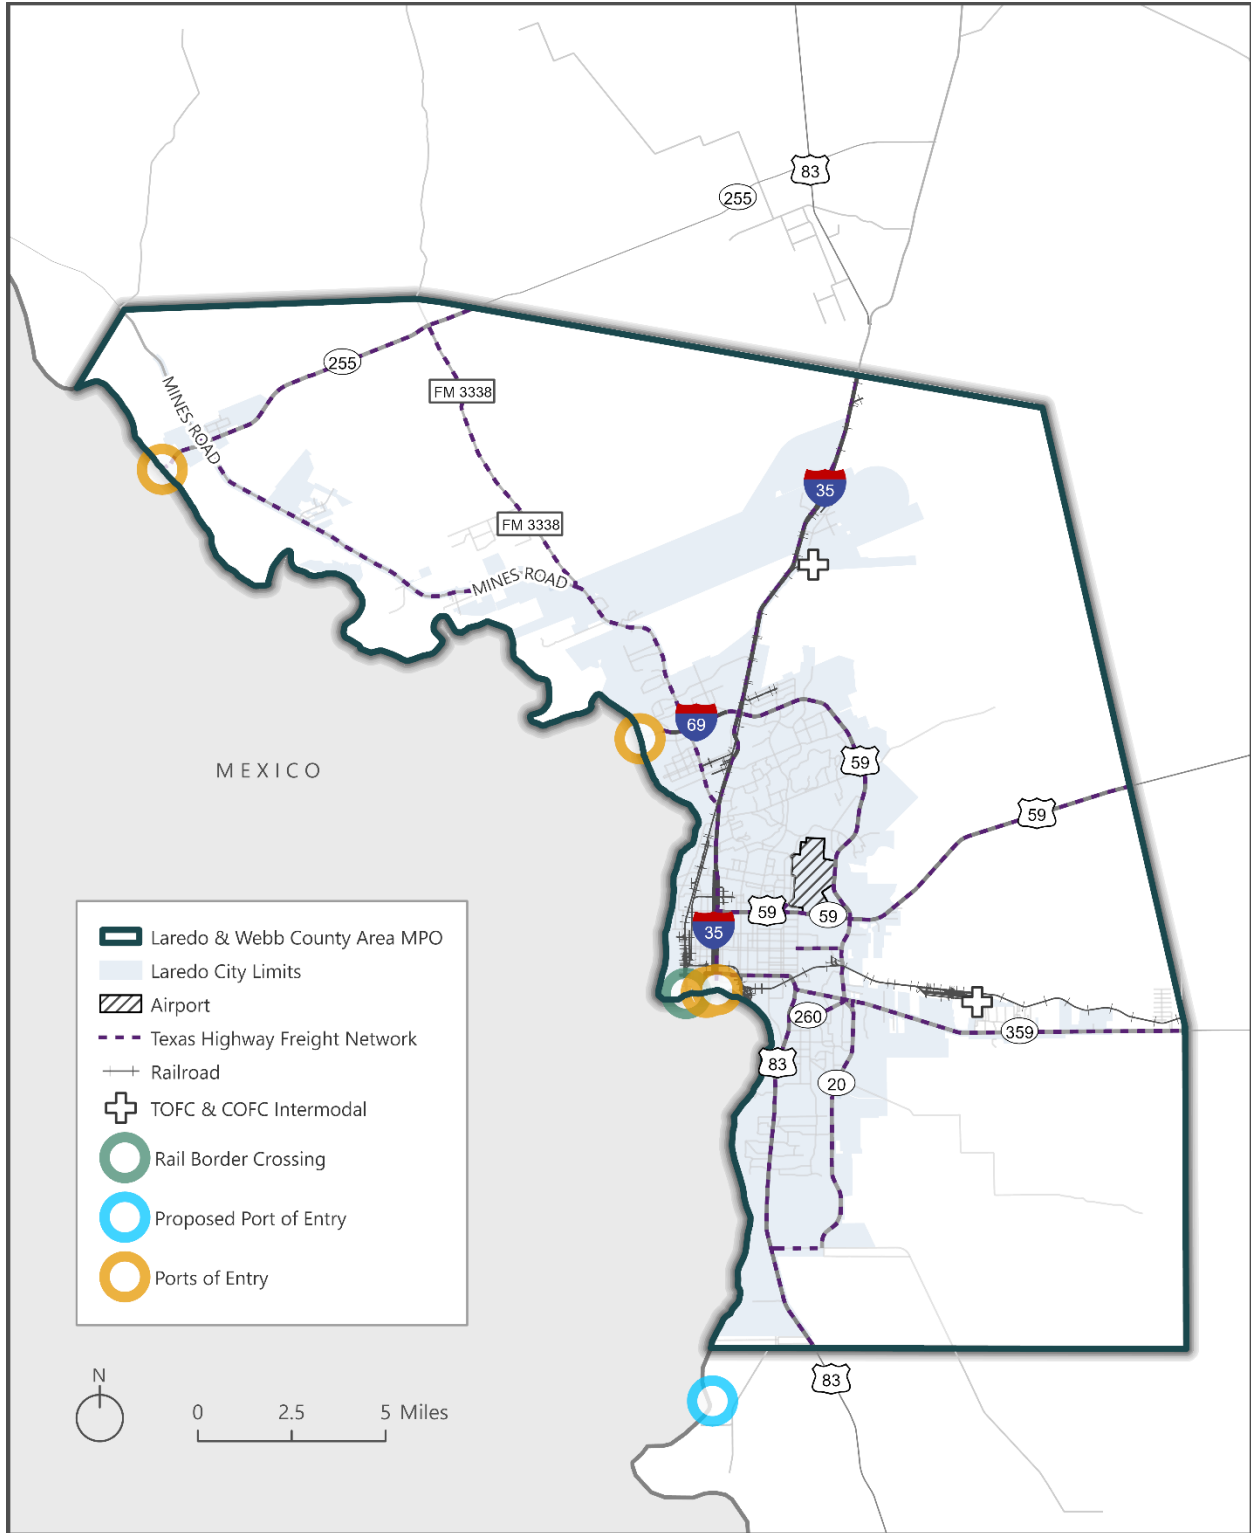 83
255
255
MINES ROAD
FM 3338
35
FM 3338
MINES ROAD
69
59
MEXICO
59
59
59
35
260
359
83
20
Laredo & Webb County Area MPO
Laredo City Limits
Airport
Texas Highway Freight Network
Railroad
TOFC & COFC Intermodal
Rail Border Crossing
Proposed Port of Entry
Ports of Entry
83
N
0 2.5 5 Miles